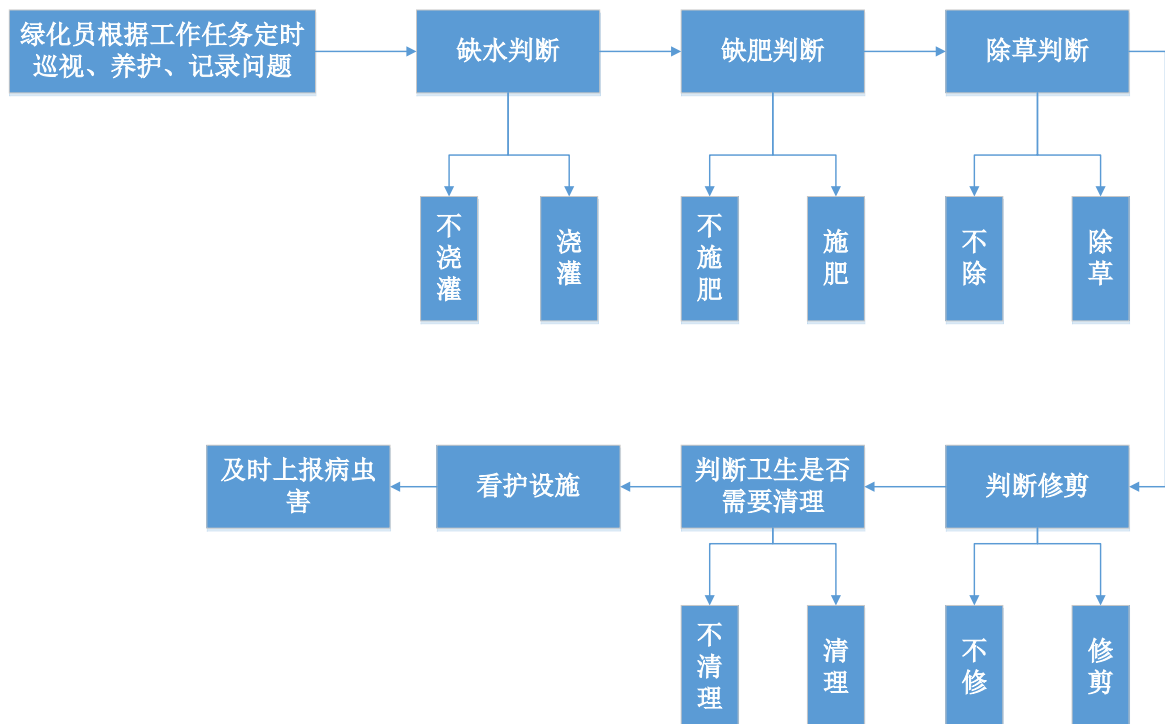 绿化员根据工作任务定时
巡视、养护、记录问题
缺水判断
缺肥判断
除草判断
不浇灌
浇灌
不施肥
施肥
不除
除草
及时上报病虫
害
看护设施
判断卫生是否
需要清理
判断修剪
不清理
清理
不修
修剪